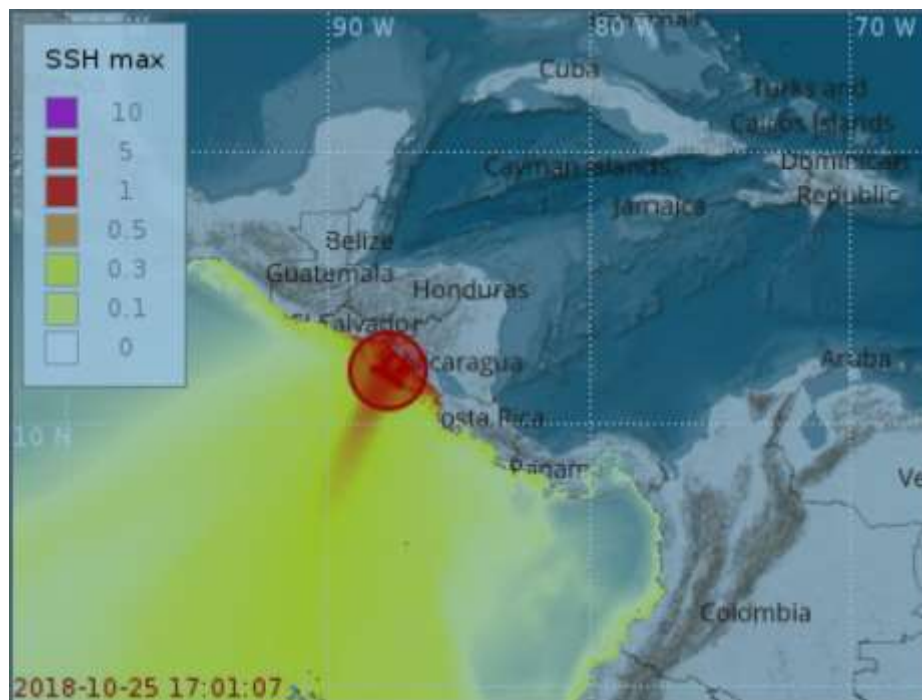 90 W
80 W
70 W
SSH max
10
5
1
0.5
0.3
0.1
0
Cuba
Turks and
Caicos Islands
Cayman Islands
Dominican
Republic
Jamaica
Belize
Guatemala
Honduras
El Salvador
Nicaragua
Aruba
10 N
Costa Rica
Panam
Ve
Colombia
2018-10-25 17:01:07